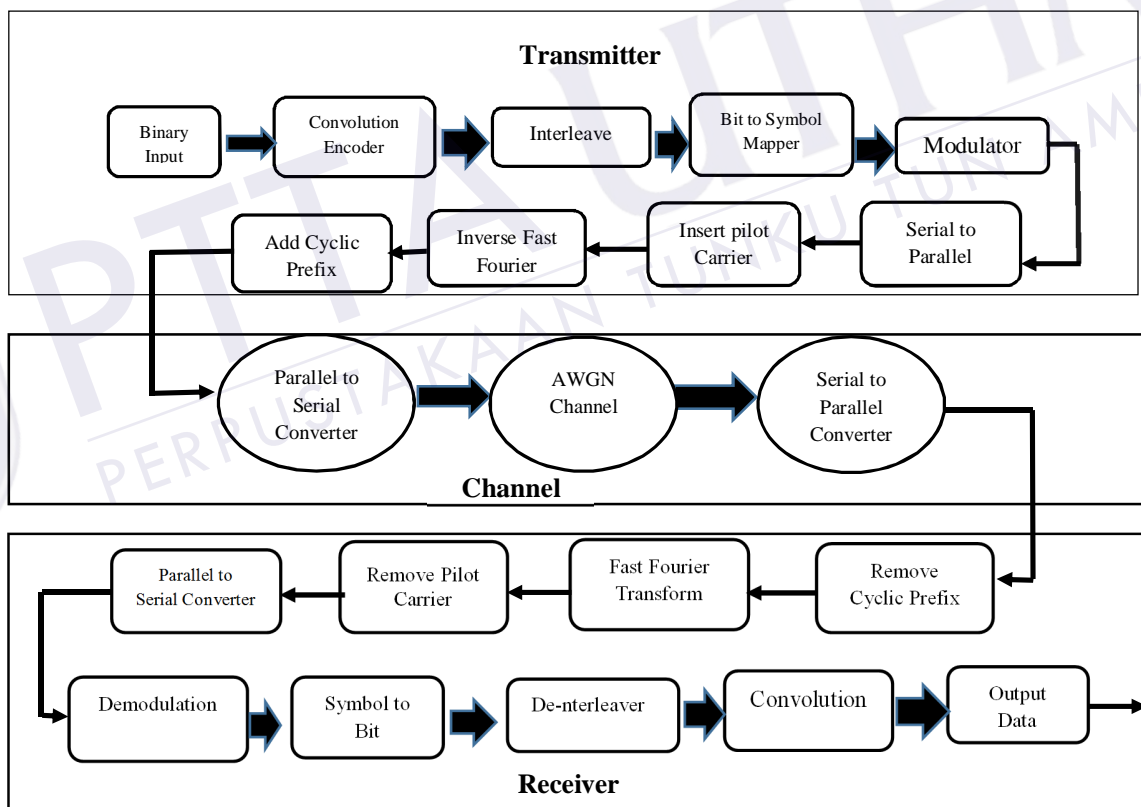 PTTA UTHM
PERPUSTAKAAN TUNKU TUN AM
Transmitter
Binary
Input
Convolution
Encoder
Interleave
Bit to Symbol
Mapper
Modulator
Add Cyclic
Prefix
Inverse Fast
Fourier
Insert pilot
Carrier
Serial to
Parallel
Parallel to
Serial
Converter
AWGN
Channel
Serial to
Parallel
Converter
Channel
Parallel to
Serial Converter
Remove Pilot
Carrier
Fast Fourier
Transform
Remove
Cyclic Prefix
Demodulation
Symbol to
Bit
De-nterleaver
Convolution
Output
Data
Receiver